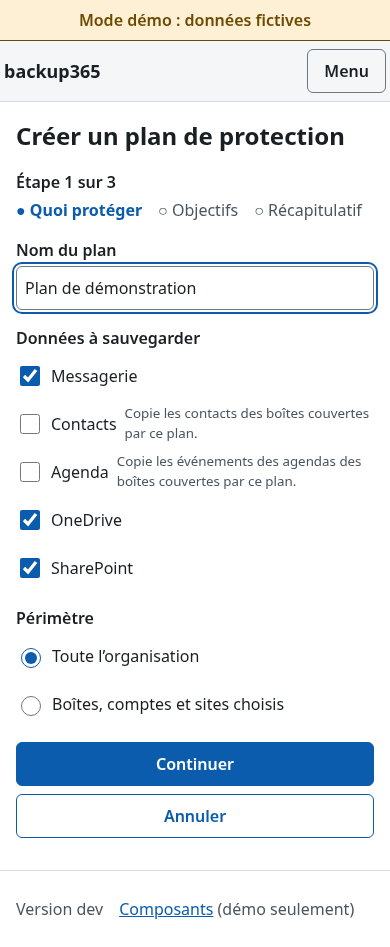 Mode démo : données fictives
backup365
Menu
Créer un plan de protection
Étape 1 sur 3
● Quoi protéger ○ Objectifs ○ Récapitulatif
Nom du plan
Plan de démonstration
Données à sauvegarder
Messagerie
Contacts Copie les contacts des boîtes couvertes
par ce plan.
Agenda Copie les événements des agendas des
boîtes couvertes par ce plan.
OneDrive
SharePoint
Périmètre
Toute l’organisation
Boîtes, comptes et sites choisis
Continuer
Annuler
Version dev Composants (démo seulement)